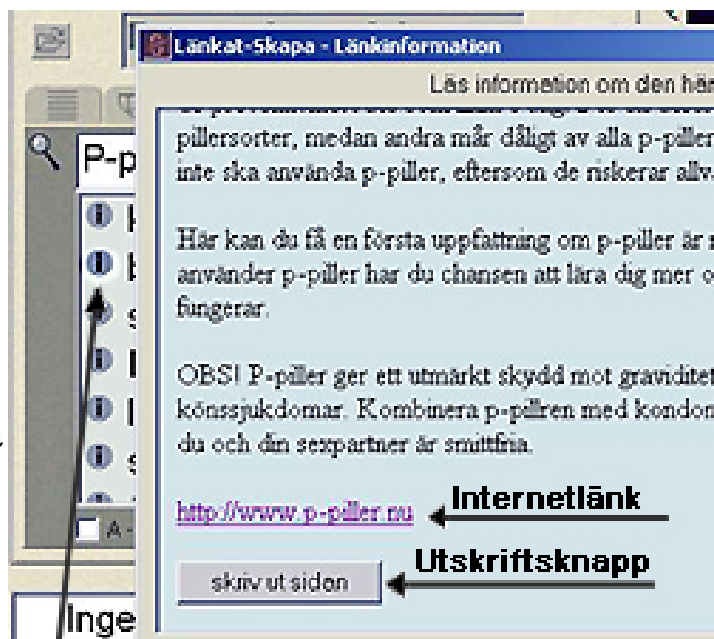 Länkat-Skapa - Länkinformation
Läs information om den här
pillersorter, medan andra mår dåligt av alla p-piller
inte ska använda p-piller, eftersom de riskerar allv
P-p
Här kan du få en första uppfattning om p-piller är
använder p-piller har du chansen att lära dig mer o
fungerar.
OBS! P-piller ger ett utmärkt skydd mot graviditet
könssjukdomar. Kombinera p-pillren med kondom
du och din sexpartner är smittfria.
http://www.p-piller.nu
Internetlänk
A -
skriv ut sidan
Utskriftsknapp
Inge